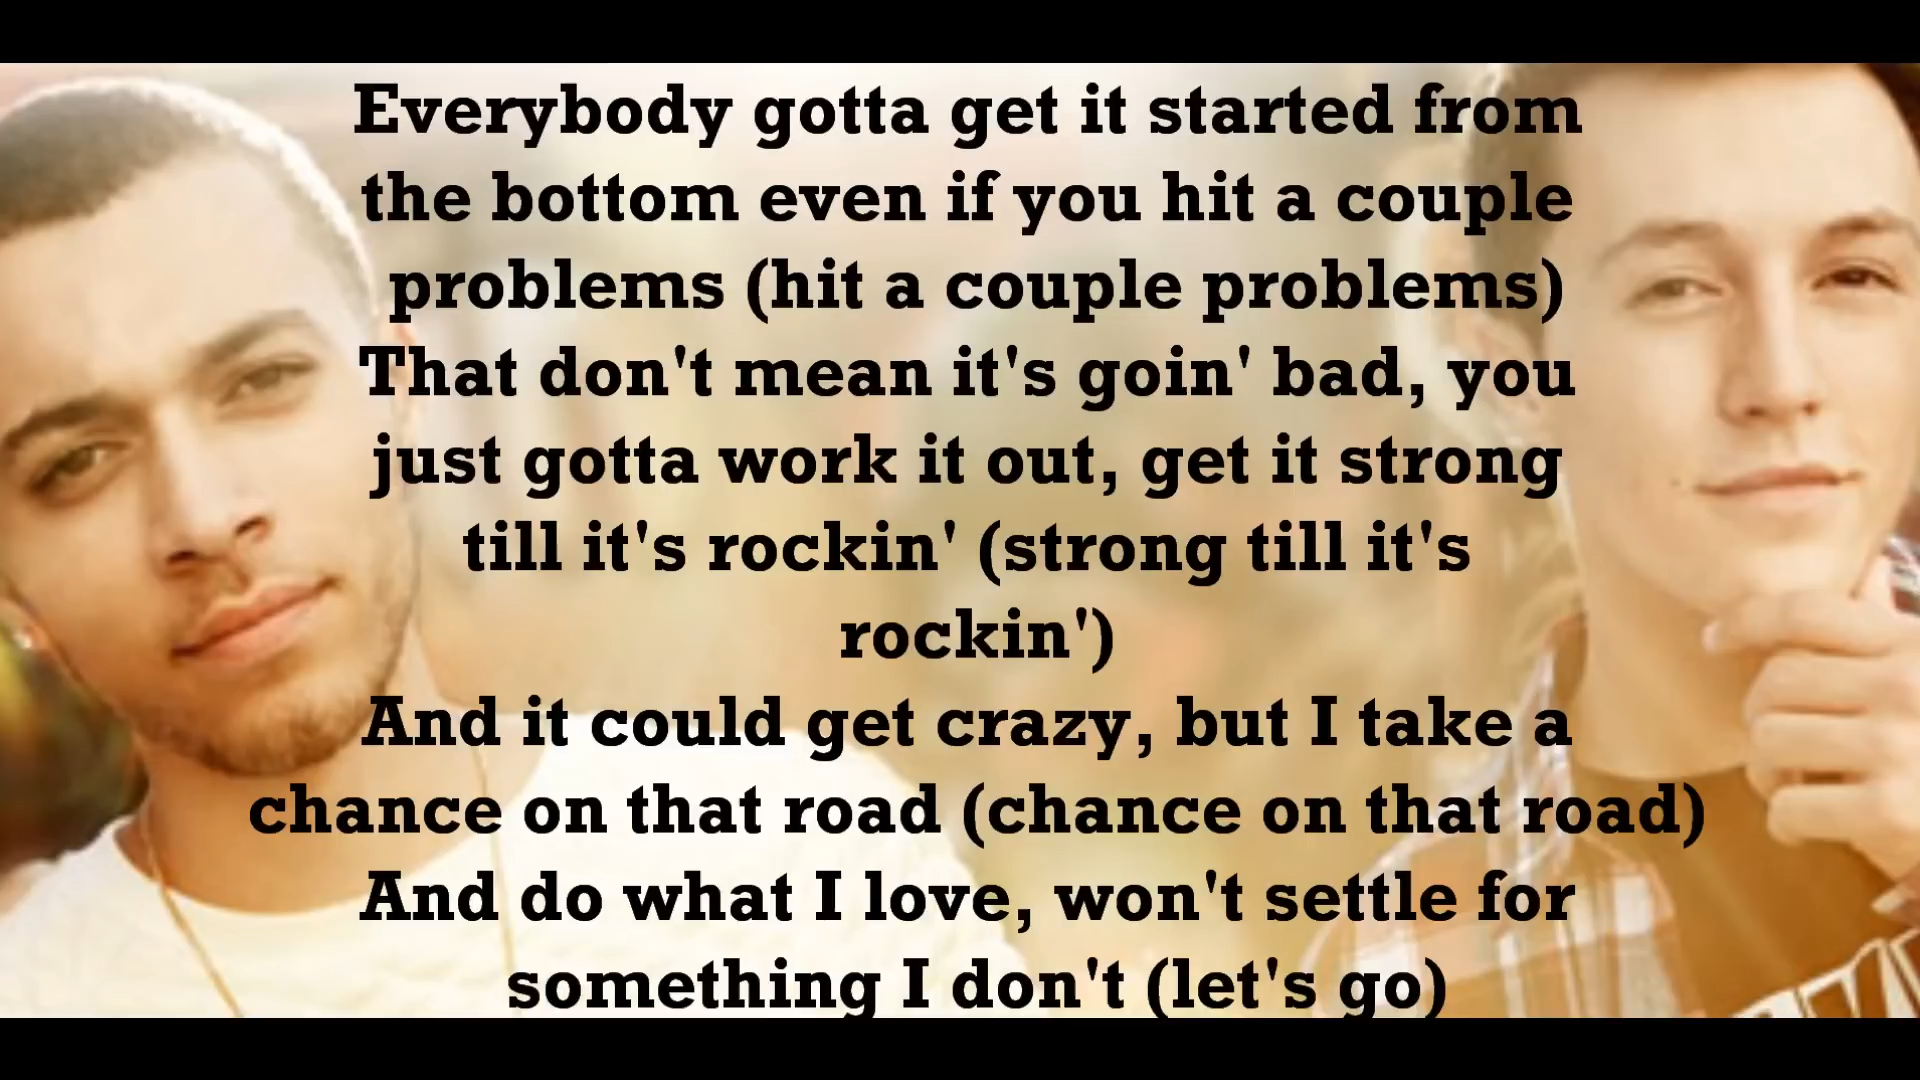 Everybody gotta get it started from
the bottom even if you hit a couple
problems (hit a couple problems)
That don't mean it's goin' bad, you
just gotta work it out, get it strong
till it's rockin' (strong till it's
rockin')
And it could get crazy, but I take a
chance on that road (chance on that road)
And do what I love, won't settle for
something I don't (let's go)